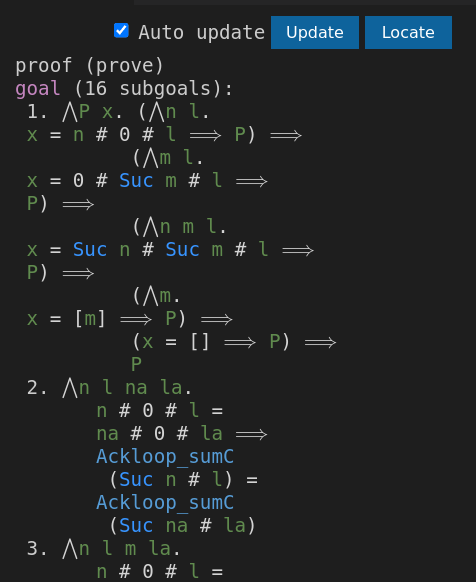 Auto update Update Locate
proof (prove)
goal (16 subgoals):
1. ⋀P x. (⋀n l.
x = n # 0 # l ⟹ P) ⟹
(⋀m l.
x = 0 # Suc m # l ⟹
P) ⟹
(⋀n m l.
x = Suc n # Suc m # l ⟹
P) ⟹
(⋀m.
x = [m] ⟹ P) ⟹
(x = [] ⟹ P) ⟹
P
2. ⋀n l na la.
n # 0 # l =
na # 0 # la ⟹
Ackloop_sumC
(Suc n # l) =
Ackloop_sumC
(Suc na # la)
3. ⋀n l m la.
n # 0 # l =